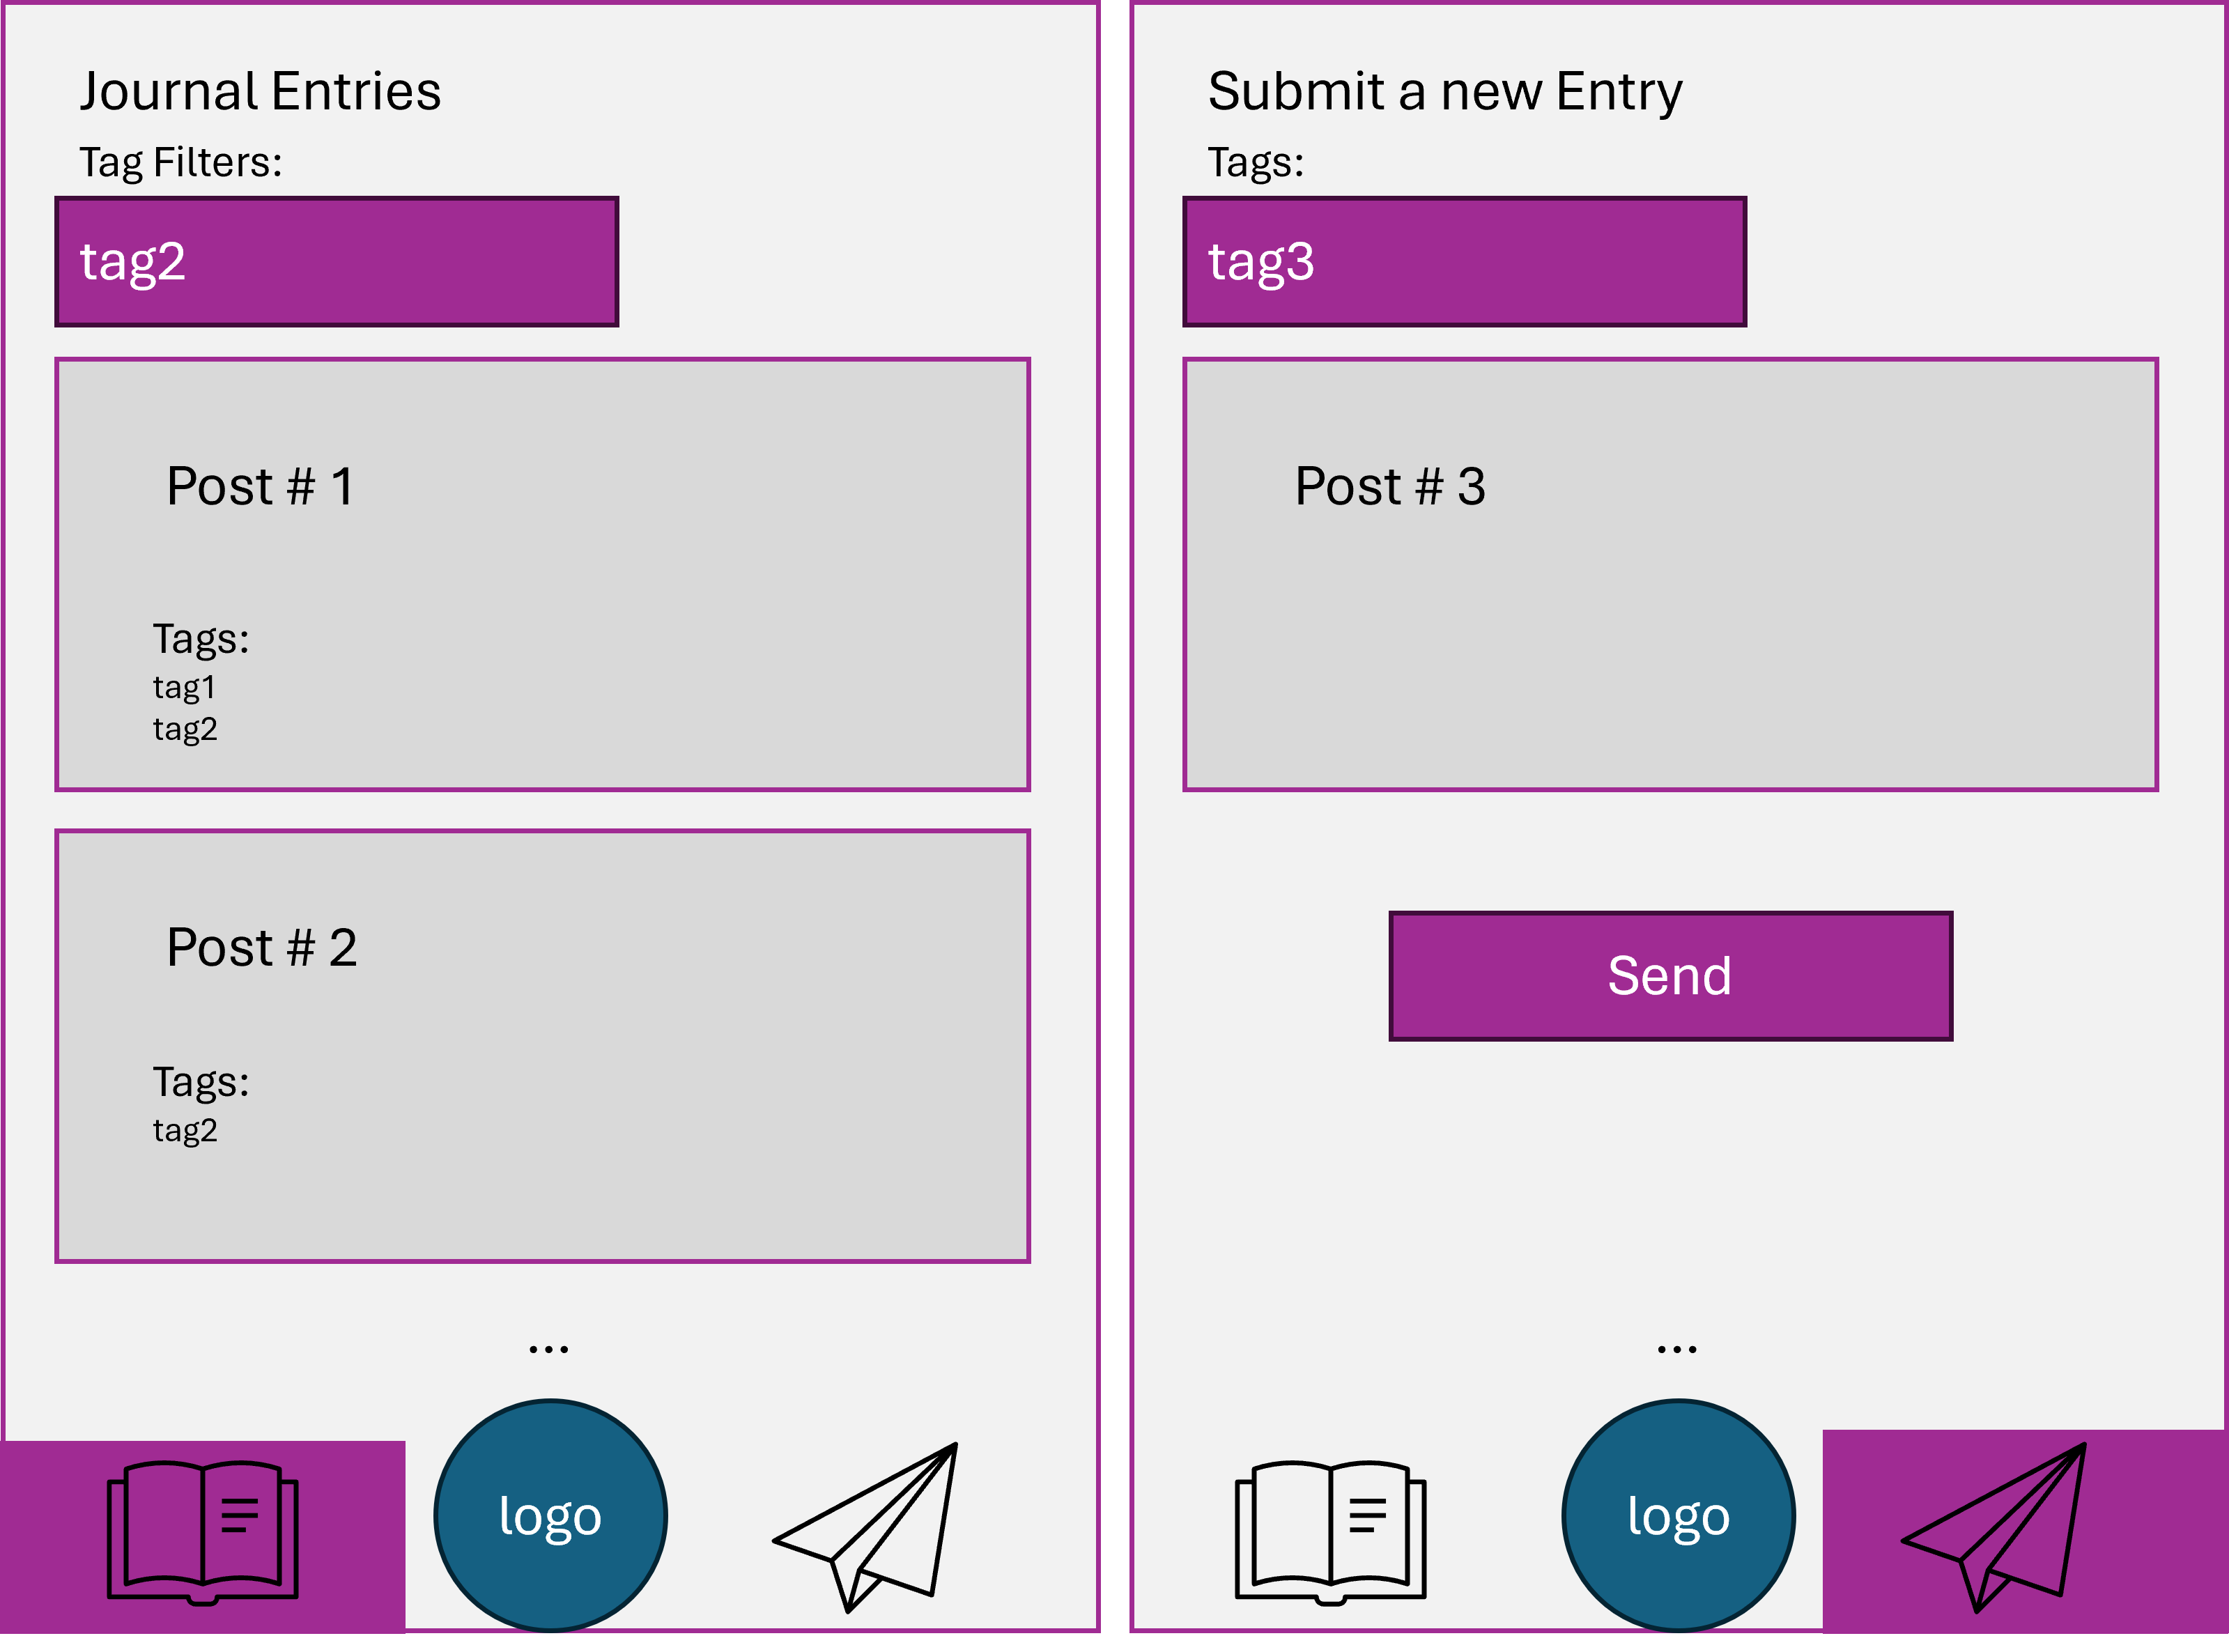 Journal Entries
Tag Filters:
tag2
Post # 1
Tags:
tag1
tag2
Post # 2
Tags:
tag2
...
logo
Submit a new Entry
Tags:
tag3
Post # 3
Send
...
logo